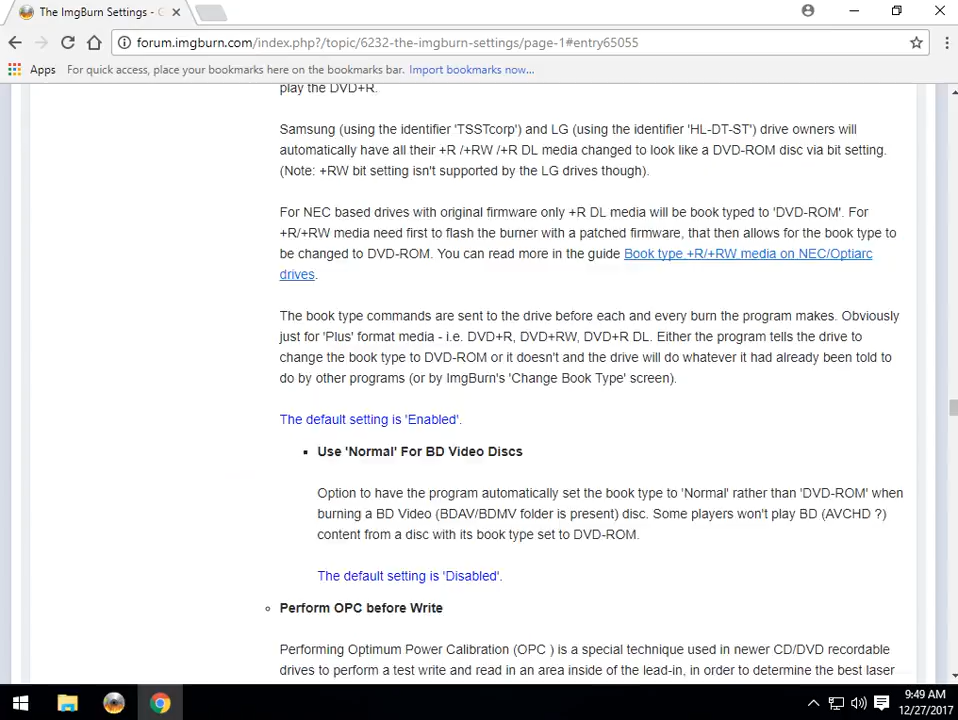 The ImgBurn Settings -
forum.imgburn.com/index.php?/topic/6232-the-imgburn-settings/page-1#entry65055
Apps For quick access, place your bookmarks here on the bookmarks bar. Import bookmarks now...
play the DVD+R.
Samsung (using the identifier 'TSSTcorp') and LG (using the identifier 'HL-DT-ST') drive owners will
automatically have all their +R /+RW /+R DL media changed to look like a DVD-ROM disc via bit setting.
(Note: +RW bit setting isn't supported by the LG drives though).
For NEC based drives with original firmware only +R DL media will be book typed to 'DVD-ROM'. For
+R/+RW media need first to flash the burner with a patched firmware, that then allows for the book type to
be changed to DVD-ROM. You can read more in the guide Book type +R/+RW media on NEC/Optiarc
drives.
The book type commands are sent to the drive before each and every burn the program makes. Obviously
just for 'Plus' format media - i.e. DVD+R, DVD+RW, DVD+R DL. Either the program tells the drive to
change the book type to DVD-ROM or it doesn't and the drive will do whatever it had already been told to
do by other programs (or by ImgBurn's 'Change Book Type' screen).
The default setting is 'Enabled'.
Use 'Normal' For BD Video Discs
Option to have the program automatically set the book type to 'Normal' rather than 'DVD-ROM' when
burning a BD Video (BDAV/BDMV folder is present) disc. Some players won't play BD (AVCHD ?)
content from a disc with its book type set to DVD-ROM.
The default setting is 'Disabled'.
Perform OPC before Write
Performing Optimum Power Calibration (OPC ) is a special technique used in newer CD/DVD recordable
drives to perform a test write and read in an area inside of the lead-in, in order to determine the best laser
9:49 AM
12/27/2017